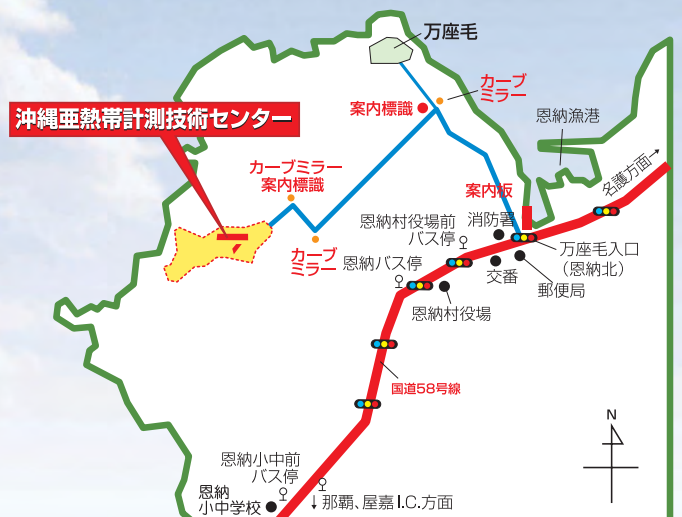 万座毛
カーブ
ミラー
案内標識
恩納漁港
沖縄亜熱帯計測技術センター
カーブミラー
案内標識
名護方面→
案内板
恩納村役場前
バス停
消防署
カーブ
ミラー
恩納バス停
万座毛入口
(恩納北)
交番
郵便局
恩納村役場
国道58号線
N
恩納小中前
バス停
恩納
小中学校
↓那覇、屋嘉I.C.方面